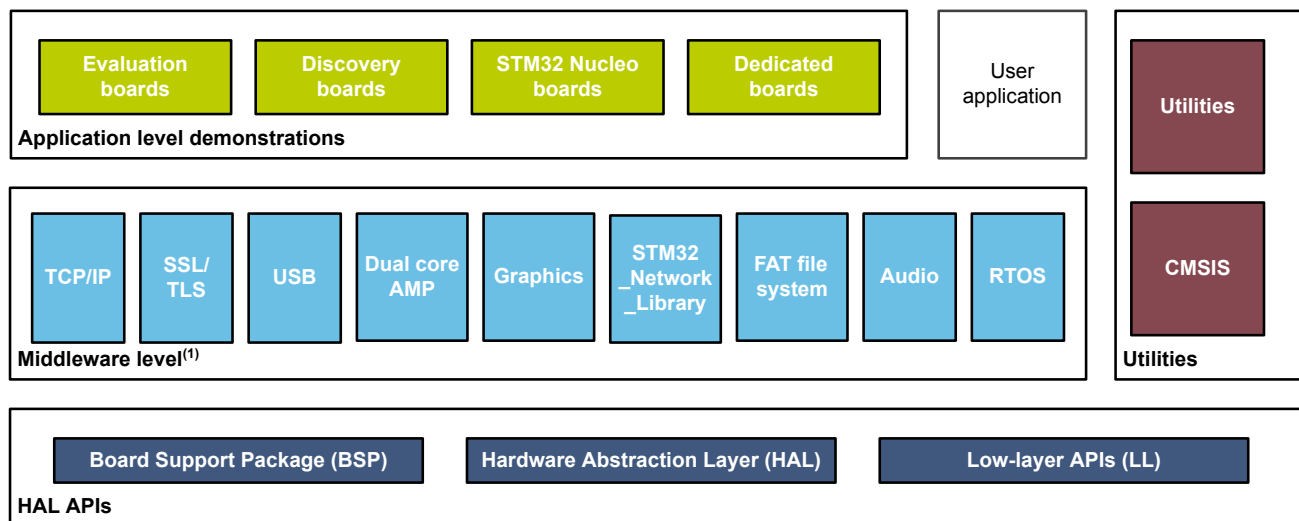 Evaluation
boards
Discovery
boards
STM32 Nucleo
boards
Dedicated
boards
Application level demonstrations
User
application
Utilities
CMSIS
Utilities
TCP/IP
SSL/
TLS
USB
Dual core
AMP
Graphics
STM32
_Network
_Library
FAT file
system
Audio
RTOS
Middleware level(1)
Board Support Package (BSP)
Hardware Abstraction Layer (HAL)
Low-layer APIs (LL)
HAL APIs